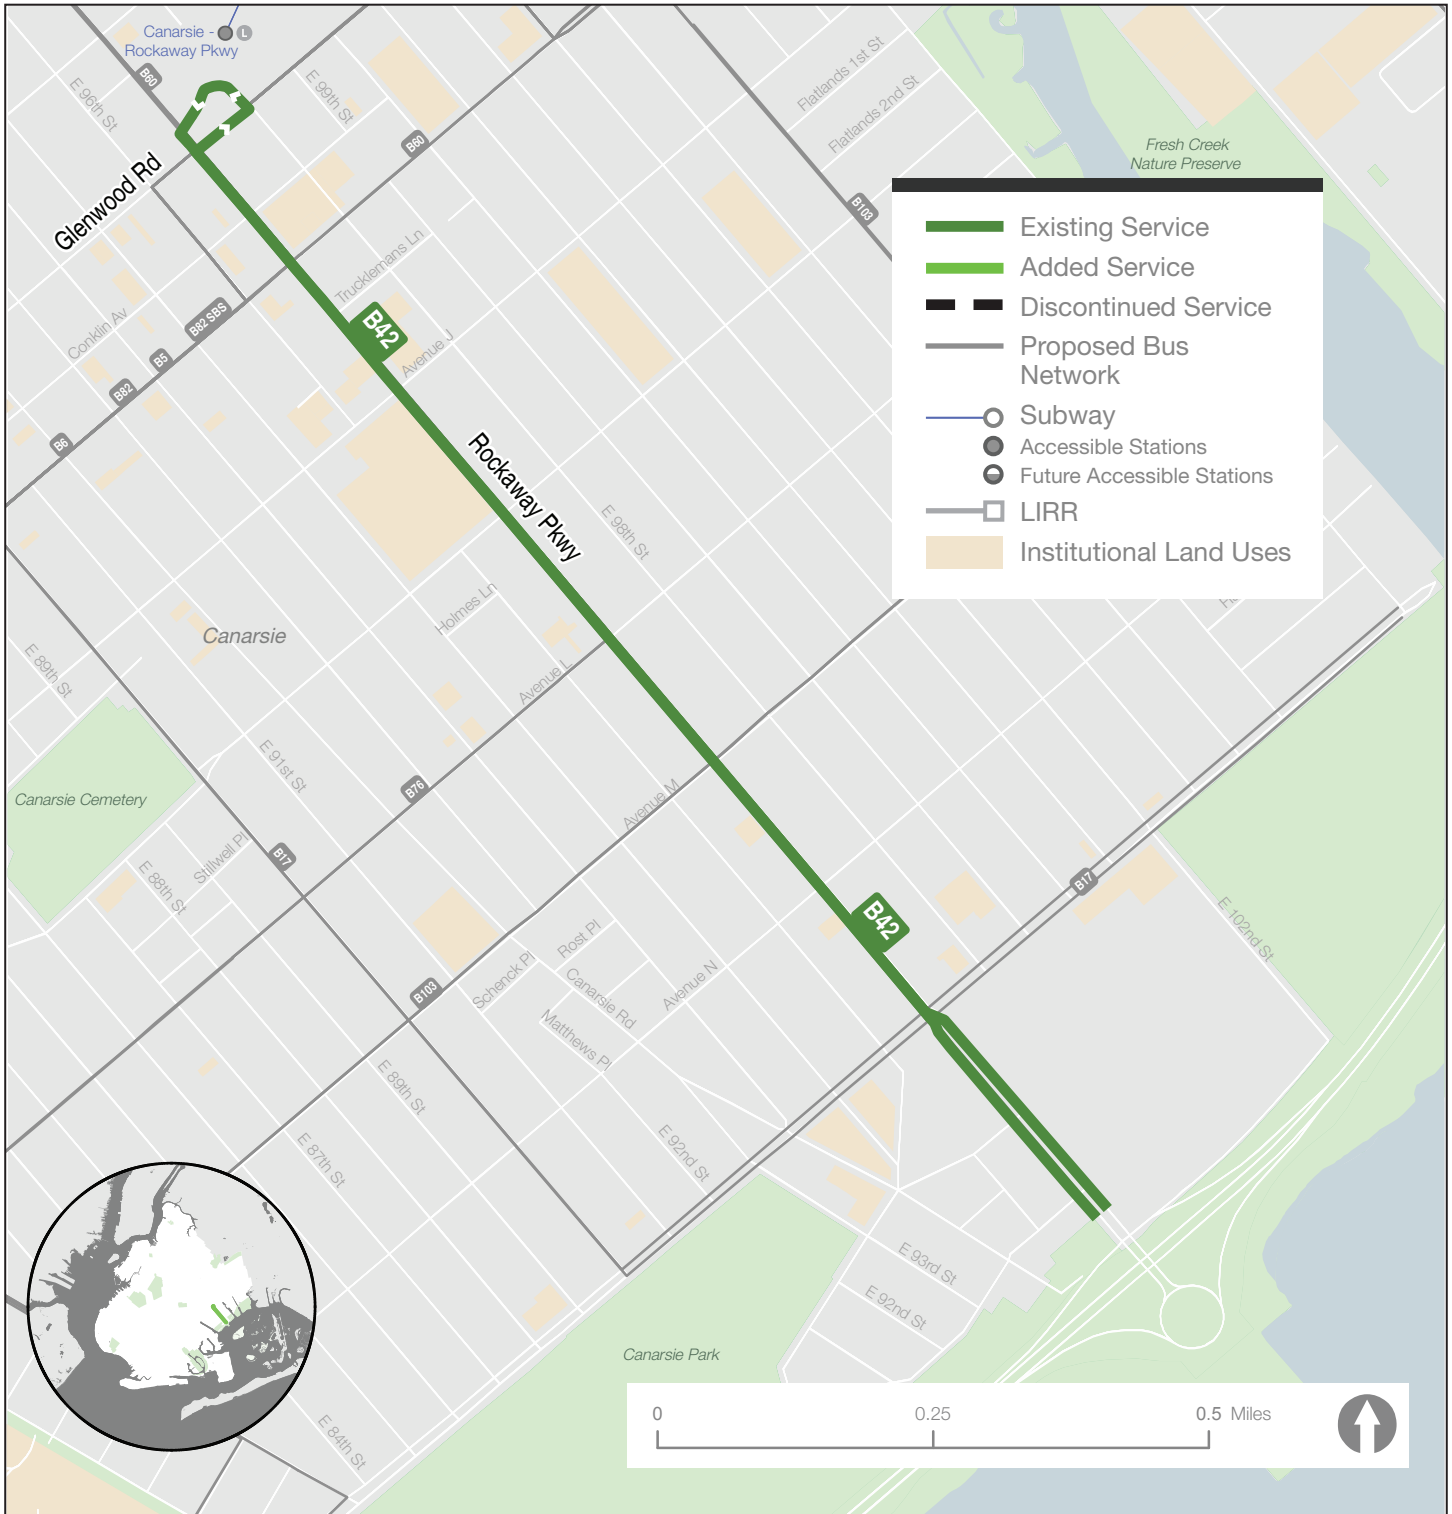 Canarsie -
Rockaway Pkwy
L
B60
E 96th St
E 99th St
Flatlands 1st St
Flatlands 2nd St
Fresh Creek
Nature Preserve
Glenwood Rd
B60
B103
Existing Service
Added Service
Discontinued Service
Proposed Bus
Network
Subway
Accessible Stations
Future Accessible Stations
LIRR
Institutional Land Uses
Trucklemans Ln
Conklin Av
B82 SBS
B5
B82
B6
B42
Avenue J
Rockaway Pkwy
E 98th St
Holmes Ln
Canarsie
E 89th St
Avenue L
E 91st St
B76
Avenue M
Canarsie Cemetery
Stillwell Pl
E 88th St
B17
B17
B42
E 102nd St
Rost Pl
Schenck Pl
Canarsie Rd
Avenue N
B103
Matthews Pl
E 89th St
E 87th St
E 92nd St
E 93rd St
E 92nd St
Canarsie Park
E 84th St
0
0.25
0.5 Miles